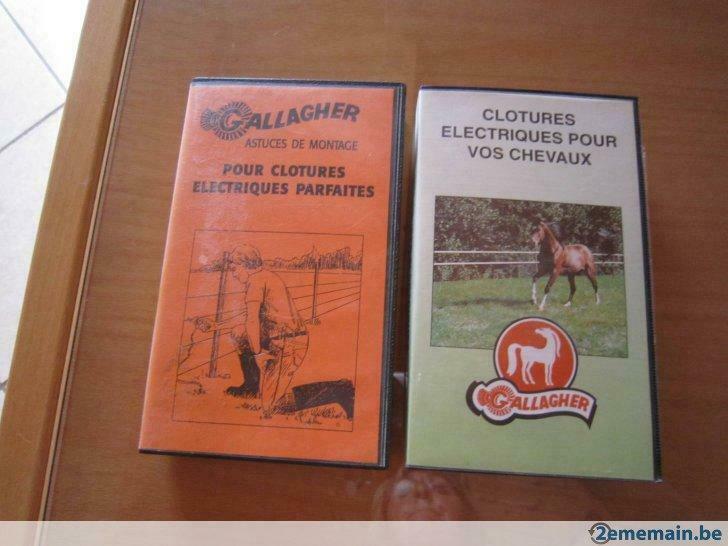 GALLAGHER
ASTUCES DE MONTAGE
POUR CLOTURES
ELECTRIQUES PARFAITES
CLOTURES
ELECTRIQUES POUR
VOS CHEVAUX
GALLAGHER
2ememain.be